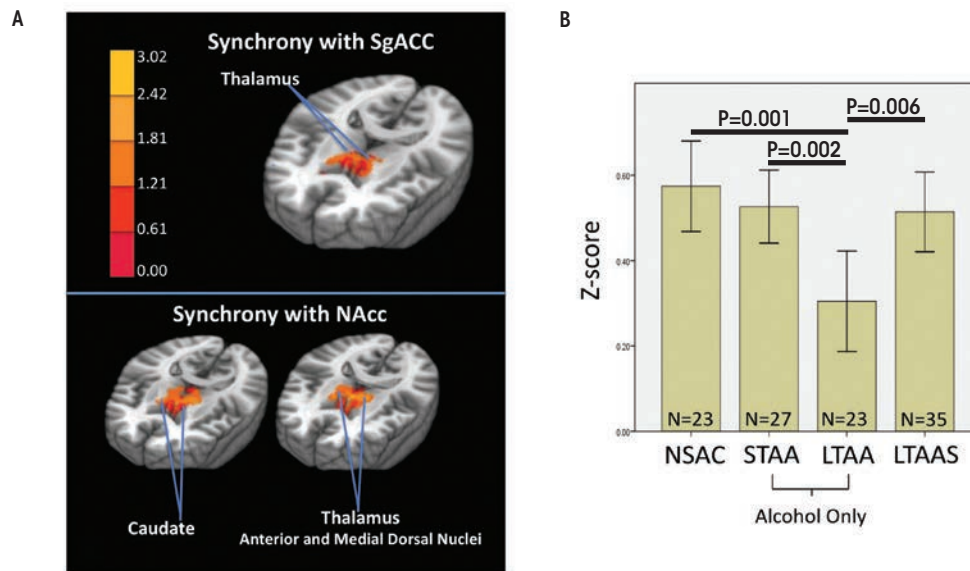 A
Synchrony with SgACC
Thalamus
3.02
2.42
1.81
1.21
0.61
0.00
Synchrony with NAcc
Caudate
Thalamus
Anterior and Medial Dorsal Nuclei
B
P=0.001
P=0.006
P=0.002
Z-score
0.60
0.40
0.20
0.00
N=23
N=27
N=23
N=35
NSAC
STAA
LTAA
LTAAS
Alcohol Only